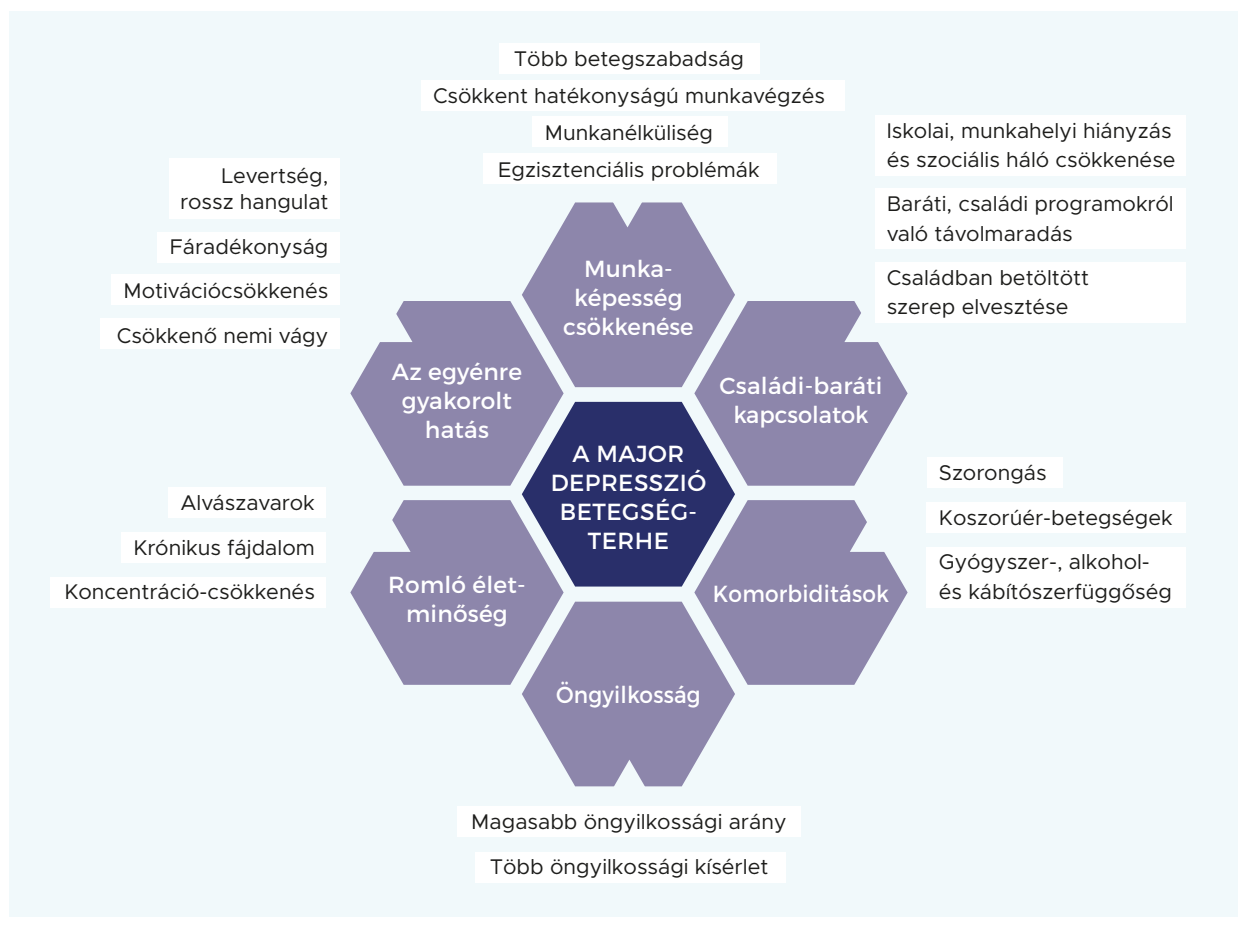 Több betegszabadság
Csökkent hatékonyságú munkavégzés
Munkanélküliség
Egzisztenciális problémák
Munka-
képesség
csökkenése
Iskolai, munkahelyi hiányzás
és szociális háló csökkenése
Baráti, családi programokról
való távolmaradás
Családban betöltött
szerep elvesztése
Családi-baráti
kapcsolatok
Levertség,
rossz hangulat
Fáradékonyság
Motivációcsökkenés
Csökkenő nemi vágy
Az egyénre
gyakorolt
hatás
A MAJOR
DEPRESSZIÓ
BETEGSÉG-
TERHE
Alvászavarok
Krónikus fájdalom
Koncentráció-csökkenés
Romló élet-
minőség
Szorongás
Koszorúér-betegségek
Gyógyszer-, alkohol-
és kábítószerfüggőség
Komorbiditások
Öngyilkosság
Magasabb öngyilkossági arány
Több öngyilkossági kísérlet